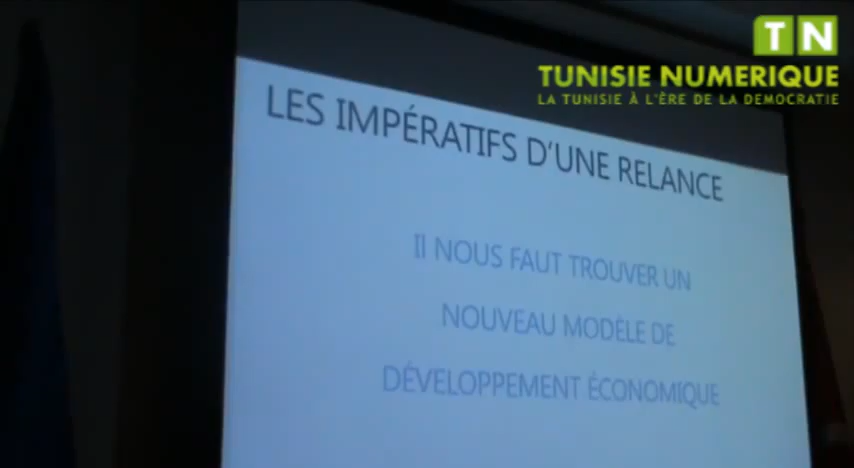 TN
TUNISIE NUMERIQUE
LA TUNISIE À L'ÈRE DE LA DEMOCRATIE
LES IMPÉRATIFS D'UNE RELANCE
Il NOUS FAUT TROUVER UN
NOUVEAU MODÈLE DE
DÉVELOPPEMENT ÉCONOMIQUE